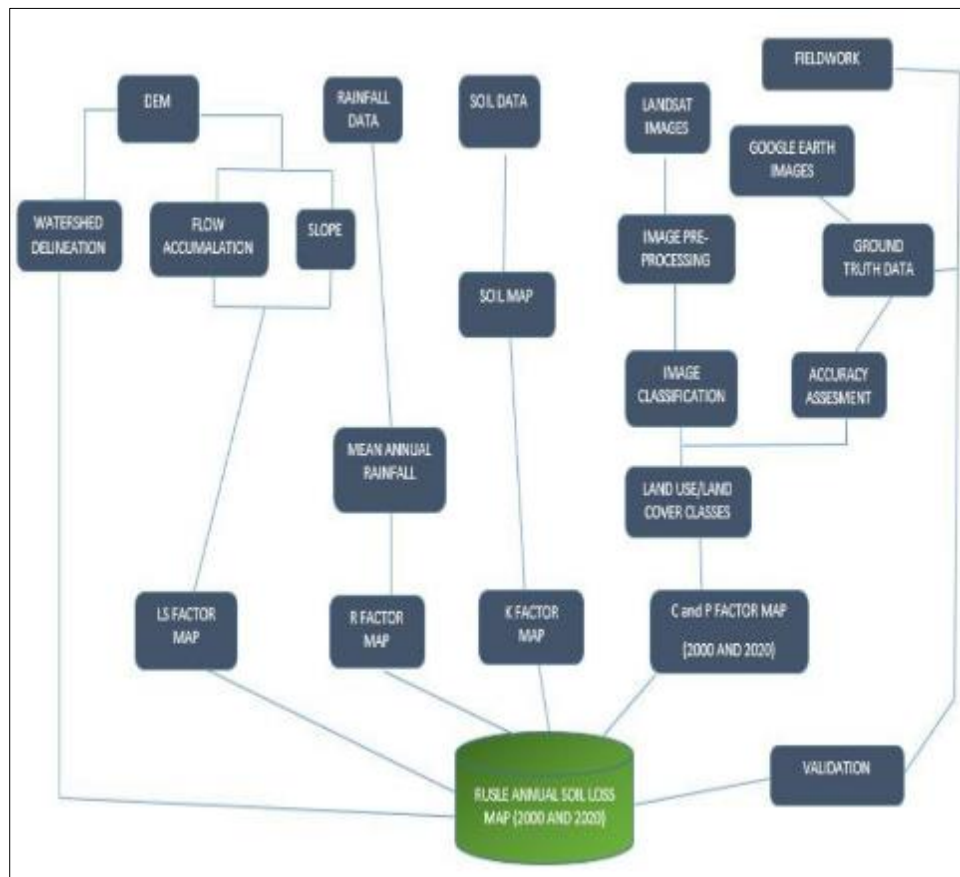 FIELDWORK
DEM
RAINFALL
DATA
SOIL DATA
LANDSAT
IMAGES
GOOGLE EARTH
IMAGES
WATERSHED
DELINEATION
FLOW
ACCUMALATION
SLOPE
IMAGE PRE-
PROCESSING
GROUND
TRUTH DATA
SOIL MAP
IMAGE
CLASSIFICATION
ACCURACY
ASSESMENT
MEAN ANNUAL
RAINFALL
LAND USE/LAND
COVER CLASSES
LS FACTOR
MAP
R FACTOR
MAP
K FACTOR
MAP
C and P FACTOR MAP
(2000 AND 2020)
VALIDATION
RUSLE ANNUAL SOIL LOSS
MAP (2000 AND 2020)